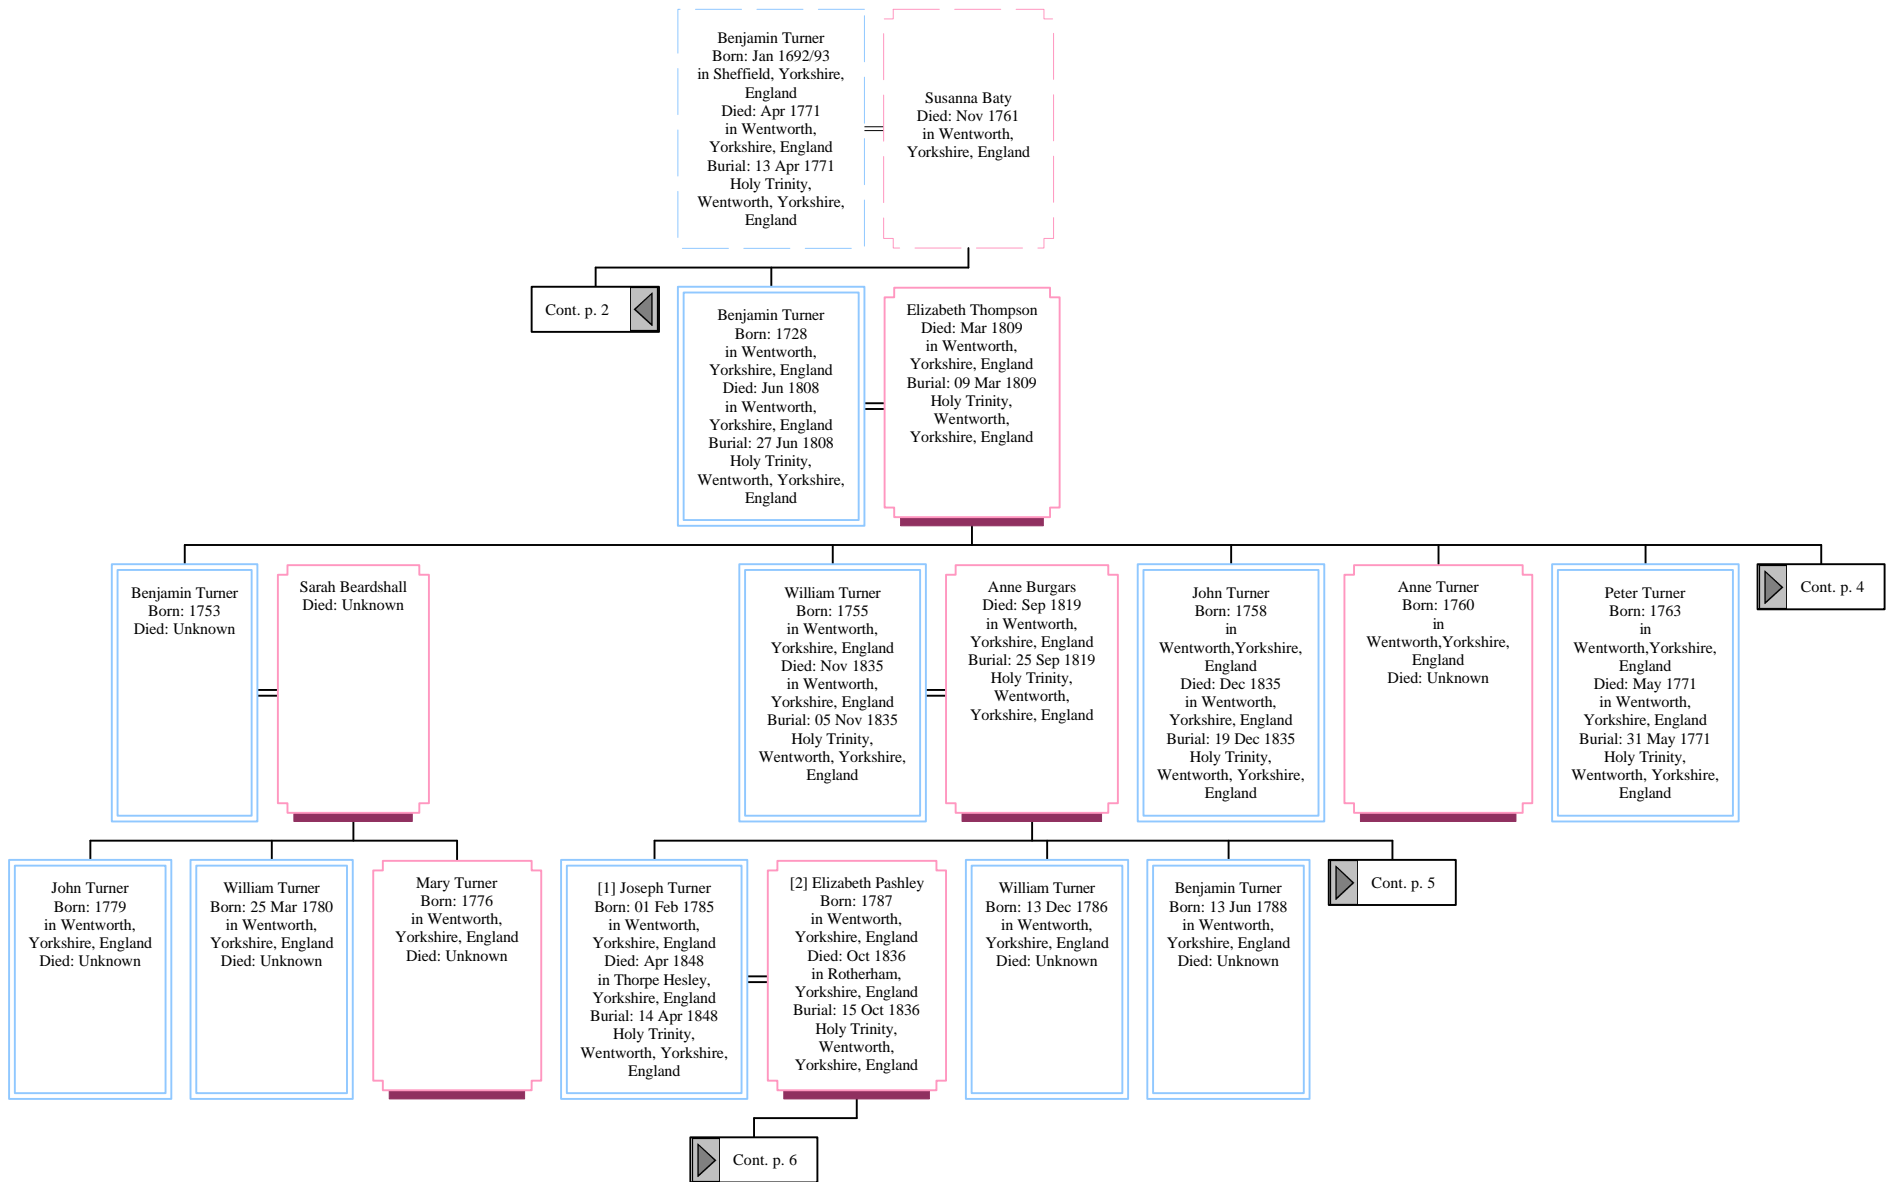 Benjamin Turner
Born: Jan 1692/93
in Sheffield, Yorkshire,
England
Died: Apr 1771
in Wentworth,
Yorkshire, England
Burial: 13 Apr 1771
Holy Trinity,
Wentworth, Yorkshire,
England
Susanna Baty
Died: Nov 1761
in Wentworth,
Yorkshire, England
Cont. p. 2
Benjamin Turner
Born: 1728
in Wentworth,
Yorkshire, England
Died: Jun 1808
in Wentworth,
Yorkshire, England
Burial: 27 Jun 1808
Holy Trinity,
Wentworth, Yorkshire,
England
Elizabeth Thompson
Died: Mar 1809
in Wentworth,
Yorkshire, England
Burial: 09 Mar 1809
Holy Trinity,
Wentworth,
Yorkshire, England
Benjamin Turner
Born: 1753
Died: Unknown
Sarah Beardshall
Died: Unknown
William Turner
Born: 1755
in Wentworth,
Yorkshire, England
Died: Nov 1835
in Wentworth,
Yorkshire, England
Burial: 05 Nov 1835
Holy Trinity,
Wentworth, Yorkshire,
England
Anne Burgars
Died: Sep 1819
in Wentworth,
Yorkshire, England
Burial: 25 Sep 1819
Holy Trinity,
Wentworth,
Yorkshire, England
John Turner
Born: 1758
in
Wentworth,Yorkshire,
England
Died: Dec 1835
in Wentworth,
Yorkshire, England
Burial: 19 Dec 1835
Holy Trinity,
Wentworth, Yorkshire,
England
Anne Turner
Born: 1760
in
Wentworth,Yorkshire,
England
Died: Unknown
Peter Turner
Born: 1763
in
Wentworth,Yorkshire,
England
Died: May 1771
in Wentworth,
Yorkshire, England
Burial: 31 May 1771
Holy Trinity,
Wentworth, Yorkshire,
England
Cont. p. 4
John Turner
Born: 1779
in Wentworth,
Yorkshire, England
Died: Unknown
William Turner
Born: 25 Mar 1780
in Wentworth,
Yorkshire, England
Died: Unknown
Mary Turner
Born: 1776
in Wentworth,
Yorkshire, England
Died: Unknown
[1] Joseph Turner
Born: 01 Feb 1785
in Wentworth,
Yorkshire, England
Died: Apr 1848
in Thorpe Hesley,
Yorkshire, England
Burial: 14 Apr 1848
Holy Trinity,
Wentworth, Yorkshire,
England
[2] Elizabeth Pashley
Born: 1787
in Wentworth,
Yorkshire, England
Died: Oct 1836
in Rotherham,
Yorkshire, England
Burial: 15 Oct 1836
Holy Trinity,
Wentworth,
Yorkshire, England
William Turner
Born: 13 Dec 1786
in Wentworth,
Yorkshire, England
Died: Unknown
Benjamin Turner
Born: 13 Jun 1788
in Wentworth,
Yorkshire, England
Died: Unknown
Cont. p. 5
Cont. p. 6